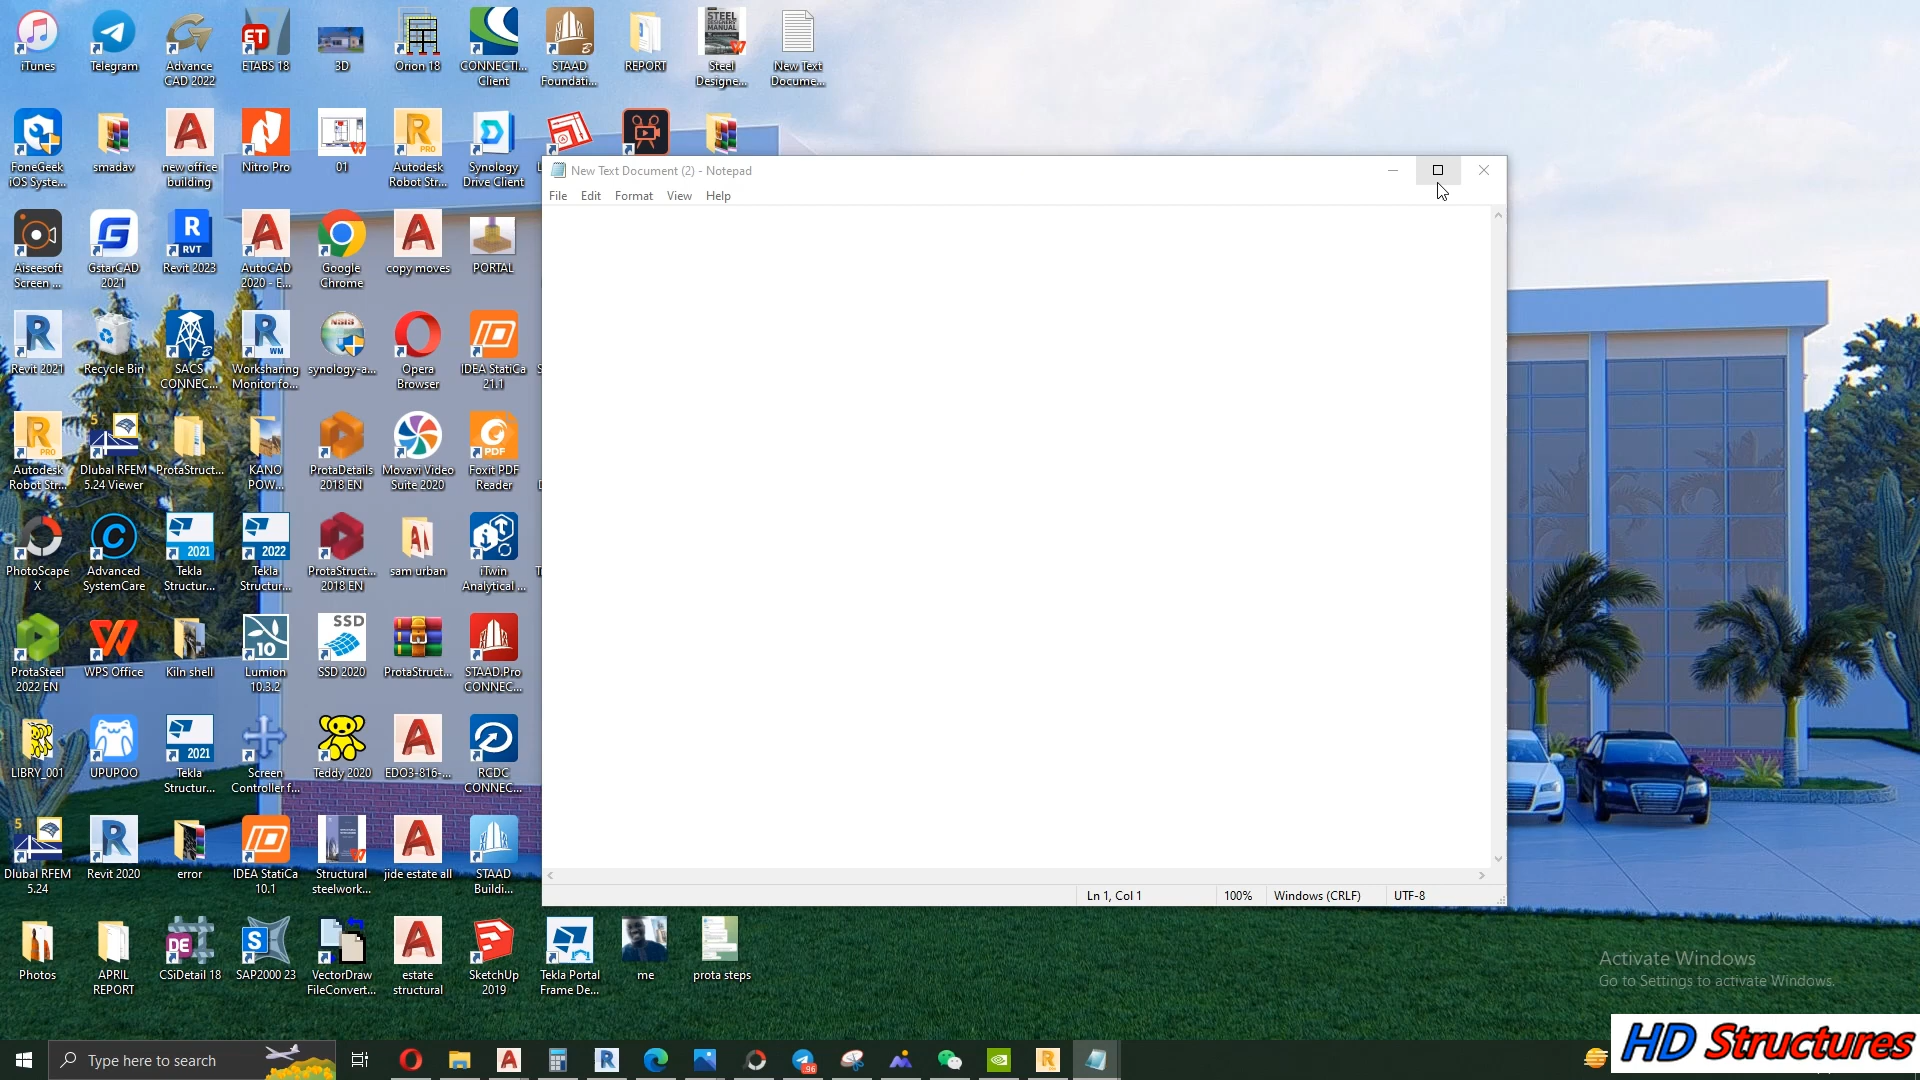 iTunes
Telegram
Advance
CAD 2022
ETABS 18
3D
Orion 18
CONNECTI...
Client
STAAD
Foundati...
REPORT
Steel
Designe...
New Text
Docume...
FoneGeek
iOS Syste...
smadav
new office
building
Nitro Pro
01
Autodesk
Robot Str...
Synology
Drive Client
New Text Document (2) - Notepad
File Edit Format View Help
Aiseesoft
Screen ...
GstarCAD
2021
Revit 2023
AutoCAD
2020 - E...
Google
Chrome
copy moves
PORTAL
Revit 2021
Recycle Bin
SACS
CONNEC...
Worksharing
Monitor fo...
synology-a...
Opera
Browser
IDEA StatiCa
21.1
Autodesk
Robot Str...
Dlubal RFEM
5.24 Viewer
ProtaStruct...
KANO
POW...
ProtaDetails
2018 EN
Movavi Video
Suite 2020
Foxit PDF
Reader
PhotoScape
X
Advanced
SystemCare
Tekla
Structur...
Tekla
Structur...
ProtaStruct...
2018 EN
sam urban
iTwin
Analytical ...
ProtaSteel
2022 EN
WPS Office
Kiln shell
Lumion
10.3.2
SSD 2020
ProtaStruct...
STAAD.Pro
CONNEC...
LIBRY_001
UPUPOO
Tekla
Structur...
Screen
Controller f...
Teddy 2020
EDO3-816-...
RCDC
CONNEC...
Dlubal RFEM
5.24
Revit 2020
error
IDEA StatiCa
10.1
Structural
steelwork...
jide estate all
STAAD
Buildi...
Ln 1, Col 1 100% Windows (CRLF) UTF-8
Photos
APRIL
REPORT
CSiDetail 18
SAP2000 23
VectorDraw
FileConvert...
estate
structural
SketchUp
2019
Tekla Portal
Frame De...
me
prota steps
Activate Windows
Go to Settings to activate Windows.
Type here to search
HD Structures